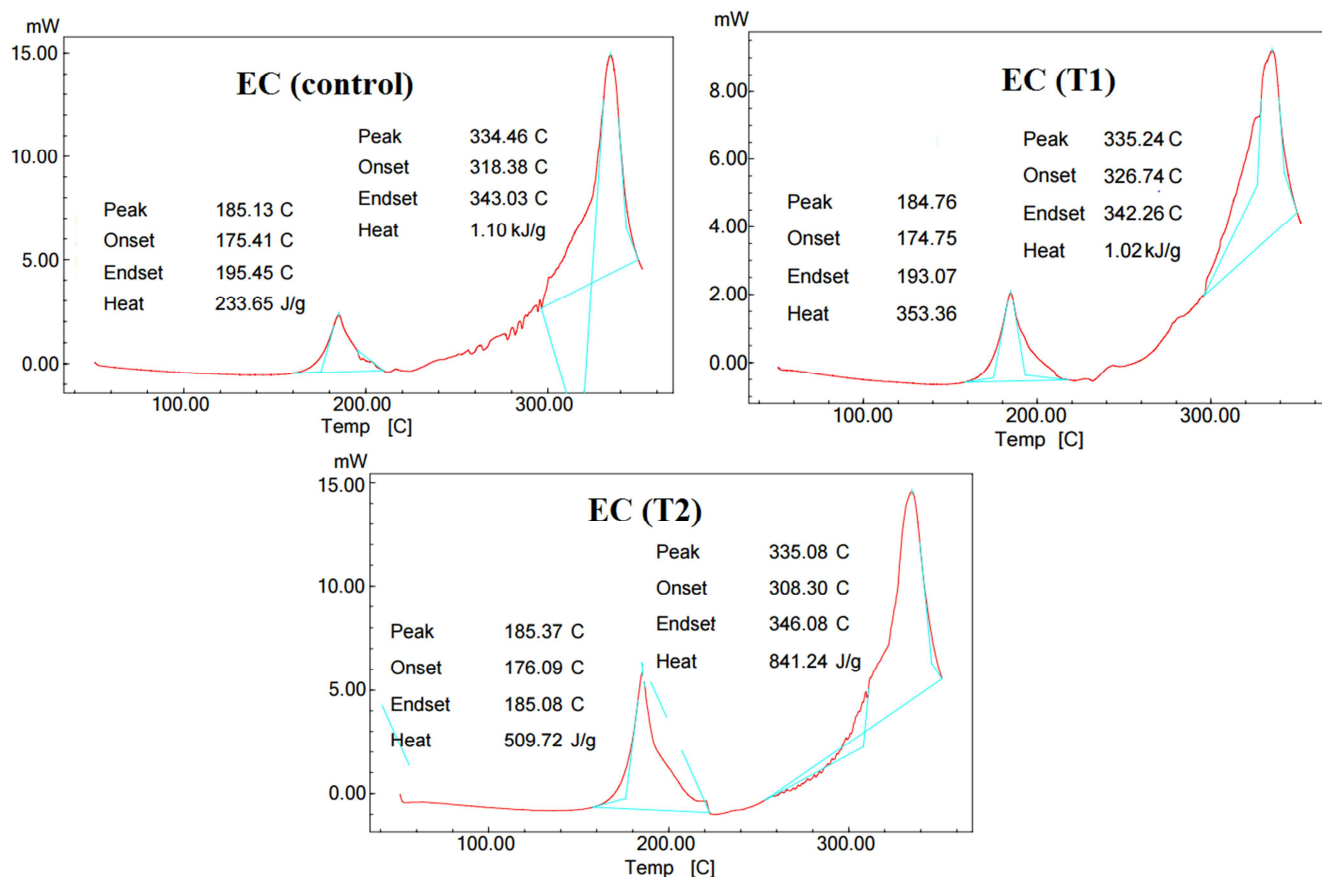 mW
15.00
10.00
5.00
0.00
EC (control)
Peak 334.46 C
Onset 318.38 C
Endset 343.03 C
Heat 1.10 kJ/g
Peak 185.13 C
Onset 175.41 C
Endset 195.45 C
Heat 233.65 J/g
100.00 200.00 300.00
Temp [C]
mW
8.00
6.00
4.00
2.00
0.00
EC (T1)
Peak 335.24 C
Onset 326.74 C
Endset 342.26 C
Heat 1.02 kJ/g
Peak 184.76
Onset 174.75
Endset 193.07
Heat 353.36
100.00 200.00 300.00
Temp [C]
mW
15.00
10.00
5.00
0.00
EC (T2)
Peak 335.08 C
Onset 308.30 C
Endset 346.08 C
Heat 841.24 J/g
Peak 185.37 C
Onset 176.09 C
Endset 185.08 C
Heat 509.72 J/g
100.00 200.00 300.00
Temp [C]